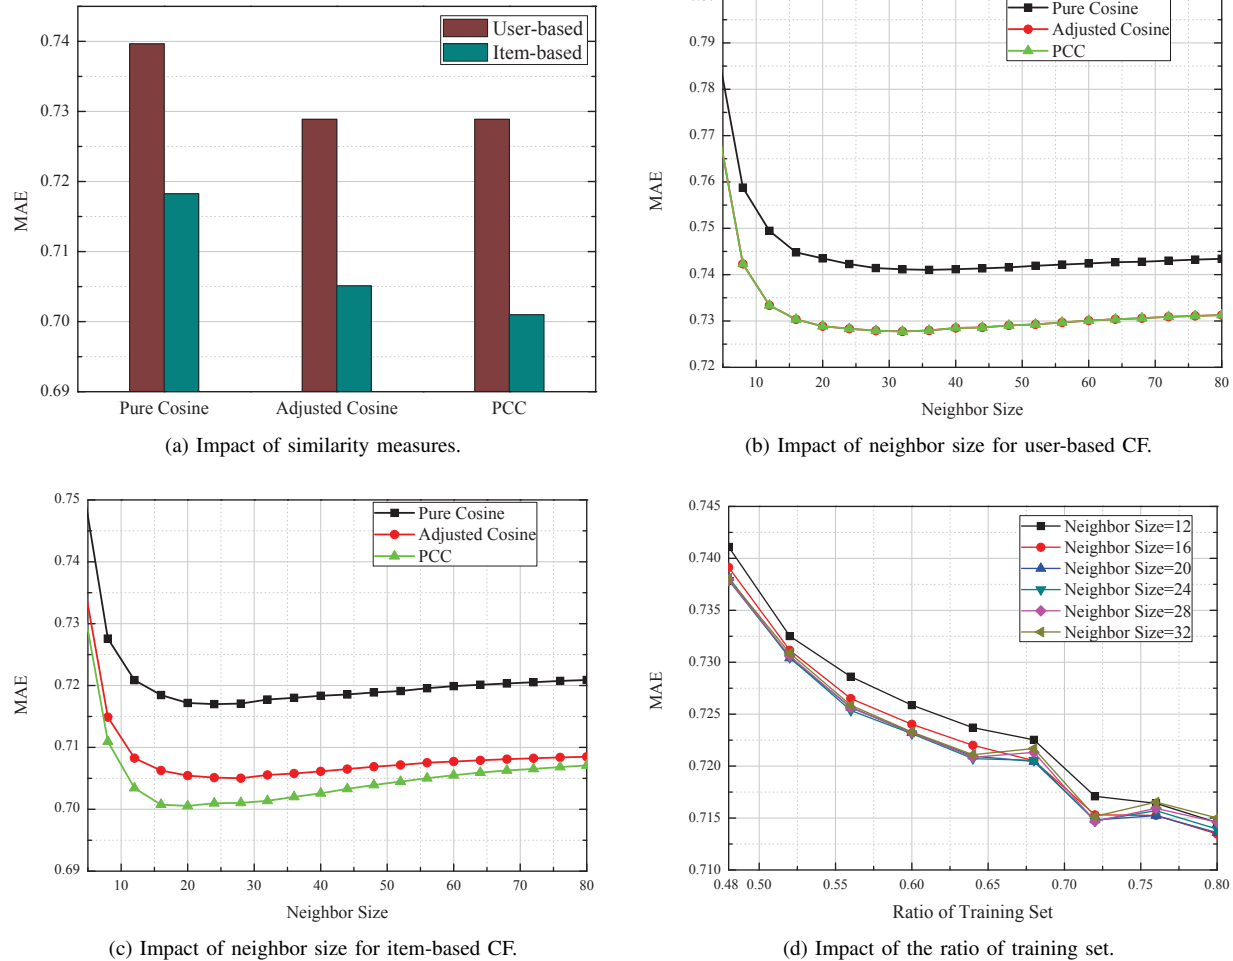 0.74
0.73
0.72
0.71
0.70
0.69
MAE
User-based
Item-based
Pure Cosine
Adjusted Cosine
PCC
(a) Impact of similarity measures.
0.79
0.78
0.77
0.76
0.75
0.74
0.73
0.72
MAE
Pure Cosine
Adjusted Cosine
PCC
10 20 30 40 50 60 70 80
Neighbor Size
(b) Impact of neighbor size for user-based CF.
0.75
0.74
0.73
0.72
0.71
0.70
0.69
MAE
Pure Cosine
Adjusted Cosine
PCC
10 20 30 40 50 60 70 80
Neighbor Size
(c) Impact of neighbor size for item-based CF.
0.745
0.740
0.735
0.730
0.725
0.720
0.715
0.710
MAE
Neighbor Size=12
Neighbor Size=16
Neighbor Size=20
Neighbor Size=24
Neighbor Size=28
Neighbor Size=32
0.48 0.50 0.55 0.60 0.65 0.70 0.75 0.80
Ratio of Training Set
(d) Impact of the ratio of training set.